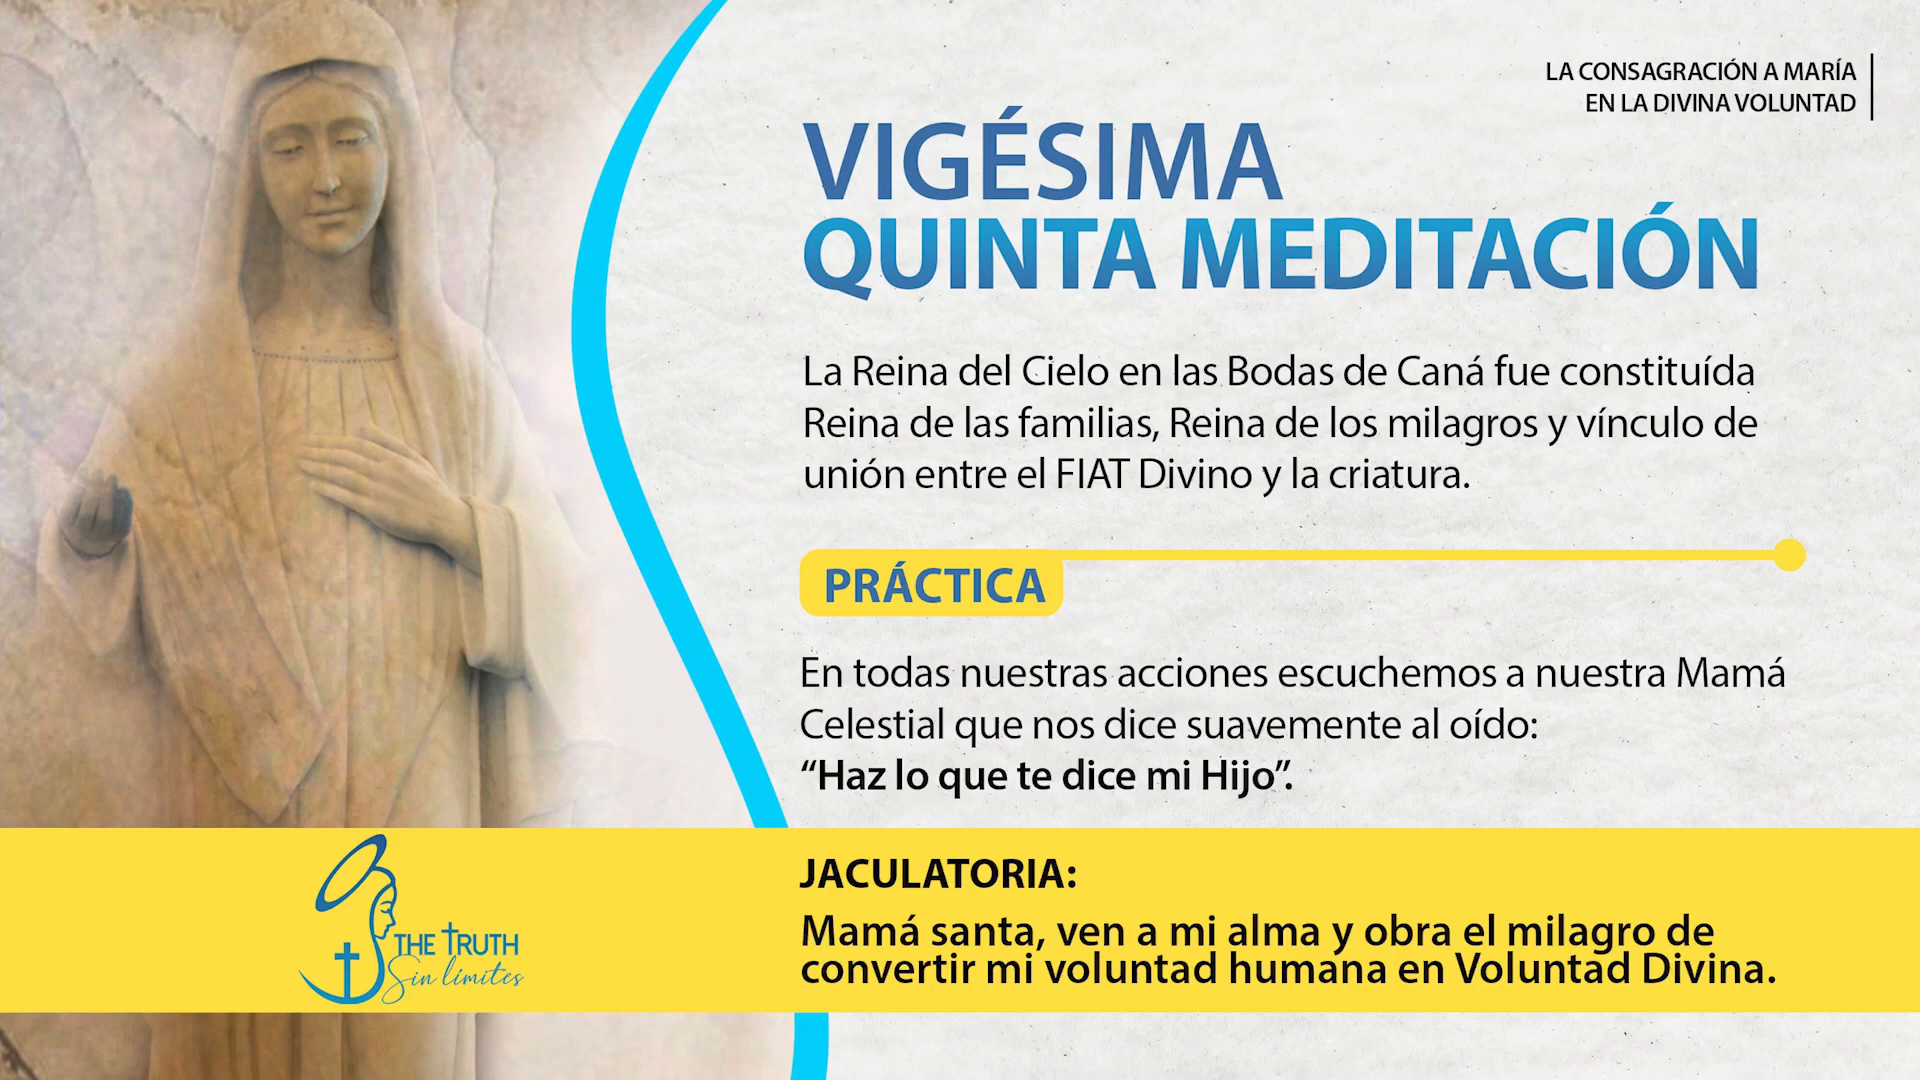 LA CONSAGRACIÓN A MARÍA
EN LA DIVINA VOLUNTAD
VIGÉSIMA
QUINTA MEDITACIÓN
La Reina del Cielo en las Bodas de Caná fue constituída
Reina de las familias, Reina de los milagros y vínculo de
unión entre el FIAT Divino y la criatura.
PRÁCTICA
En todas nuestras acciones escuchemos a nuestra Mamá
Celestial que nos dice suavemente al oído:
“Haz lo que te dice mi Hijo”.
JACULATORIA:
Mamá santa, ven a mi alma y obra el milagro de
convertir mi voluntad humana en Voluntad Divina.
THE TRUTH
Sin límites